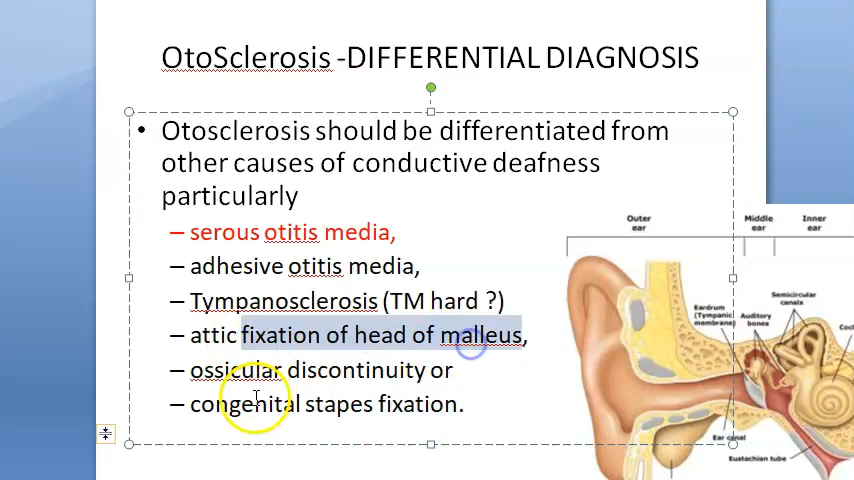 OtoSclerosis -DIFFERENTIAL DIAGNOSIS
• Otosclerosis should be differentiated from
other causes of conductive deafness
particularly
– serous otitis media,
– adhesive otitis media,
– Tympanosclerosis (TM hard ?)
– attic fixation of head of malleus,
– ossicular discontinuity or
– congenital stapes fixation.
Outer
ear
Middle
ear
Inner
ear
Semicircular
canals
Eardrum
(Tympanic
membrane)
Auditory
bones
Ear canal
Eustachian tube